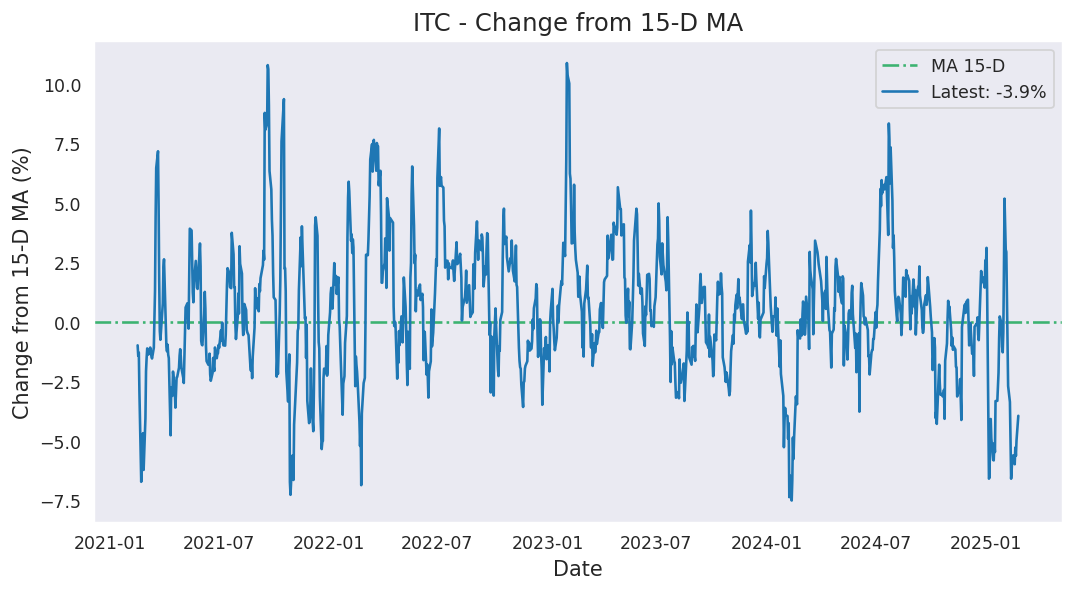 ITC - Change from 15-D MA
MA 15-D
Latest: -3.9%
Change from 15-D MA (%)
10.0
7.5
5.0
2.5
0.0
−2.5
−5.0
−7.5
2021-01 2021-07 2022-01 2022-07 2023-01 2023-07 2024-01 2024-07 2025-01
Date